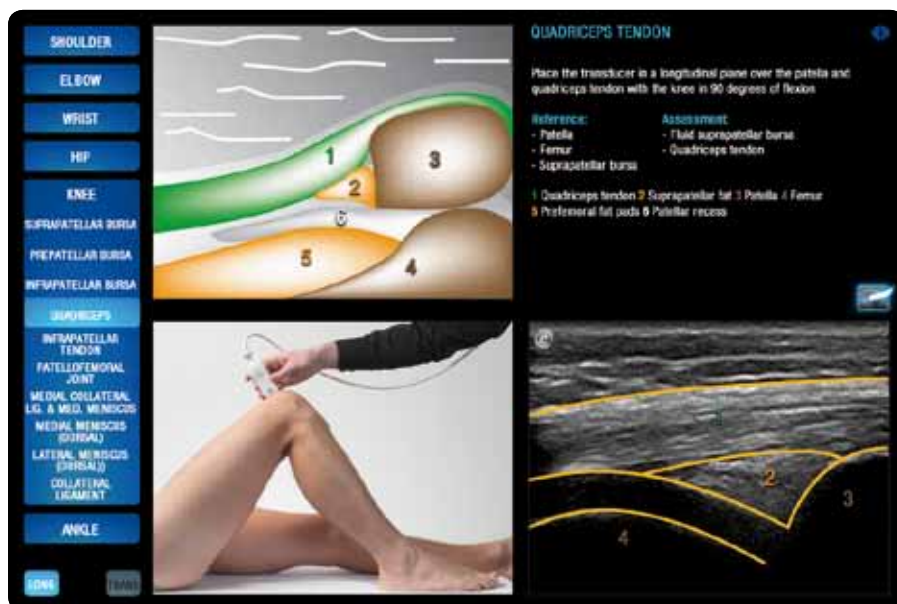 SHOULDER
ELBOW
WRIST
HIP
KNEE
SUPRAPATELLAR BURSA
PREPATELLAR BURSA
INFRAPATELLAR BURSA
QUADRICEPS
INFRAPATELLAR
TENDON
PATELLOFEMORAL
JOINT
MEDIAL COLLATERAL
LIG. & MED. MENISCUS
MEDIAL MENISCUS
(DORSAL)
LATERAL MENISCUS
(DORSAL))
COLLATERAL
LIGAMENT
ANKLE
LONG
TRANS
1
2
3
6
5
4
QUADRICEPS TENDON
Place the transducer in a longitudinal plane over the patella and
quadriceps tendon with the knee in 90 degrees of flexion
Reference:
- Patella
- Femur
- Suprapatellar bursa
Assessment:
- Fluid suprapatellar bursa
- Quadriceps tendon
1 Quadriceps tendon 2 Suprapatellar fat 3 Patella 4 Femur
5 Prefemoral fat pads 6 Patellar recess
1
2
3
4